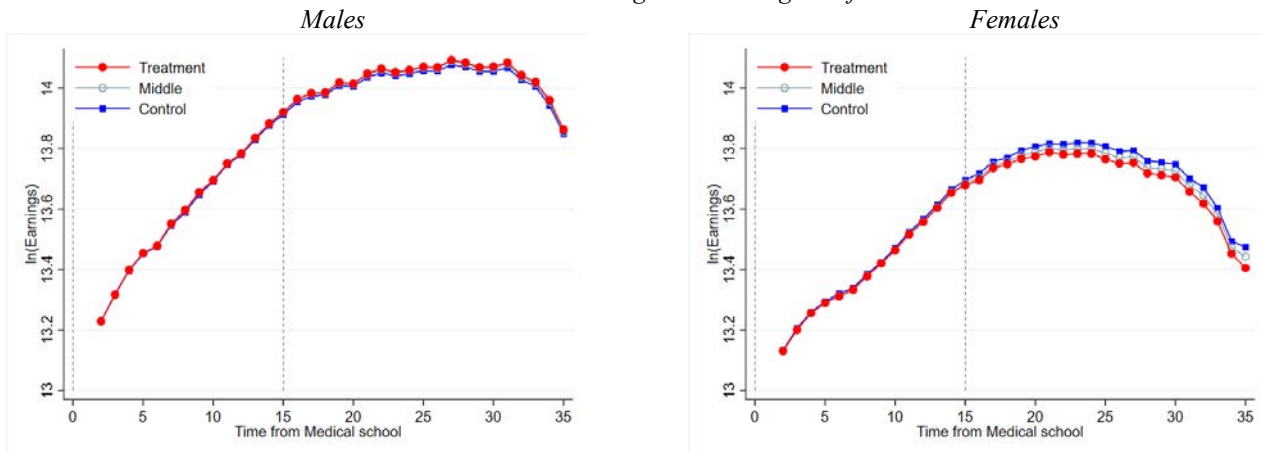 Males
Treatment
Middle
Control
14
13.8
13.6
13.4
13.2
13
ln(Earnings)
0 5 10 15 20 25 30 35
Time from Medical school
Females
Treatment
Middle
Control
14
13.8
13.6
13.4
13.2
13
ln(Earnings)
0 5 10 15 20 25 30 35
Time from Medical school